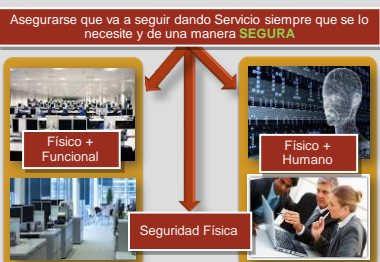 Asegurarse que va a seguir dando Servicio siempre que se lo
necesite y de una manera SEGURA
Físico +
Funcional
Físico +
Humano
Seguridad Física